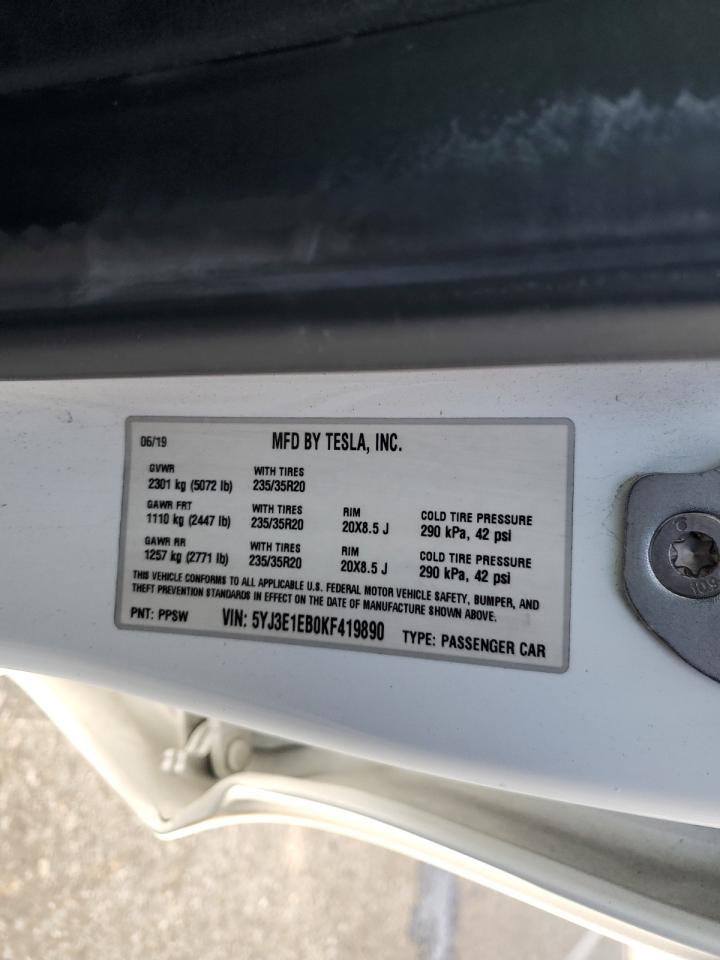 06/19 MFD BY TESLA, INC.
GVWR WITH TIRES
2301 kg (5072 lb) 235/35R20
GAWR FRT WITH TIRES RIM COLD TIRE PRESSURE
1110 kg (2447 lb) 235/35R20 20X8.5 J 290 kPa, 42 psi
GAWR RR WITH TIRES RIM COLD TIRE PRESSURE
1257 kg (2771 lb) 235/35R20 20X8.5 J 290 kPa, 42 psi
THIS VEHICLE CONFORMS TO ALL APPLICABLE U.S. FEDERAL MOTOR VEHICLE SAFETY, BUMPER, AND
THEFT PREVENTION STANDARDS IN EFFECT ON THE DATE OF MANUFACTURE SHOWN ABOVE.
PNT: PPSW VIN: 5YJ3E1EB0KF419890 TYPE: PASSENGER CAR